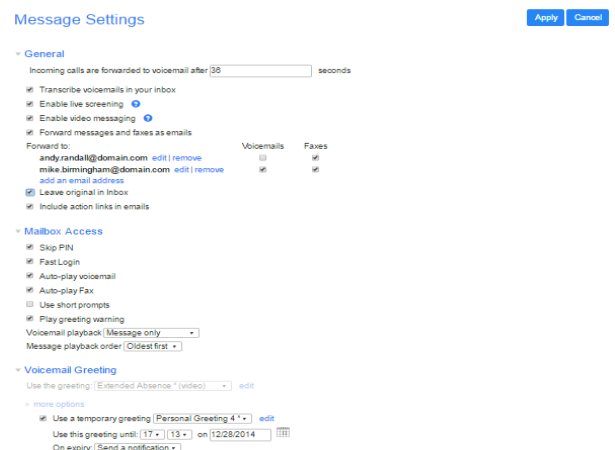 Message Settings
Apply Cancel
General
Incoming calls are forwarded to voicemail after 36 seconds
Transcribe voicemails in your inbox
Enable live screening ?
Enable video messaging ?
Forward messages and faxes as emails
Forward to: Voicemails Faxes
andy.randall@domain.com edit | remove
mike.birmingham@domain.com edit | remove
add an email address
Leave original in Inbox
Include action links in emails
Mailbox Access
Skip PIN
Fast Login
Auto-play voicemail
Auto-play Fax
Use short prompts
Play greeting warning
Voicemail playback Message only
Message playback order Oldest first
Voicemail Greeting
Use the greeting: Extended Absence * (video) edit
more options
Use a temporary greeting Personal Greeting 4 * edit
Use this greeting until: 17 : 13 on 12/28/2014
On expiry: Send a notification